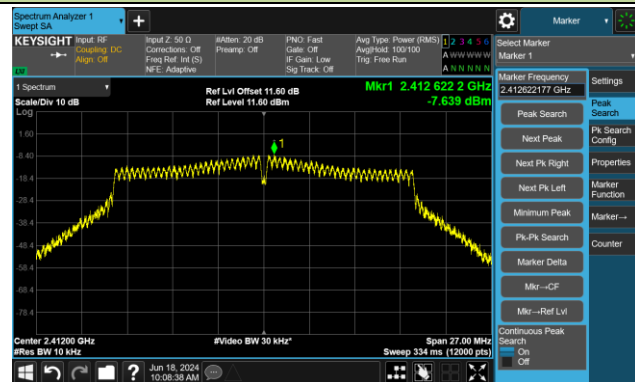 Spectrum Analyzer 1
Swept SA
Marker
KEYSIGHT
Input: RF
Coupling: DC
Align: Off
Input Z: 50 Ω
Corrections: Off
Freq Ref: Int (S)
NFE: Adaptive
#Atten: 20 dB
Preamp: Off
PNO: Fast
Gate: Off
IF Gain: Low
Sig Track: Off
Avg Type: Power (RMS)
Avg|Hold: 100/100
Trig: Free Run
1 2 3 4 5 6
A W W W W W
A N N N N N
Select Marker
Marker 1
1 Spectrum
Scale/Div 10 dB
Log
Ref Lvl Offset 11.60 dB
Ref Level 11.60 dBm
Mkr1 2.412 622 2 GHz
-7.639 dBm
1.60
-8.40
-18.4
-28.4
-38.4
-48.4
-58.4
-68.4
-78.4
1
Center 2.41200 GHz
#Res BW 10 kHz
#Video BW 30 kHz*
Span 27.00 MHz
Sweep 334 ms (12000 pts)
Marker Frequency
2.412622177 GHz
Peak Search
Next Peak
Next Pk Right
Next Pk Left
Minimum Peak
Pk-Pk Search
Marker Delta
Mkr→CF
Mkr→Ref Lvl
Continuous Peak
Search
On
Off
Settings
Peak
Search
Pk Search
Config
Properties
Marker
Function
Marker→
Counter
Jun 18, 2024
10:08:38 AM